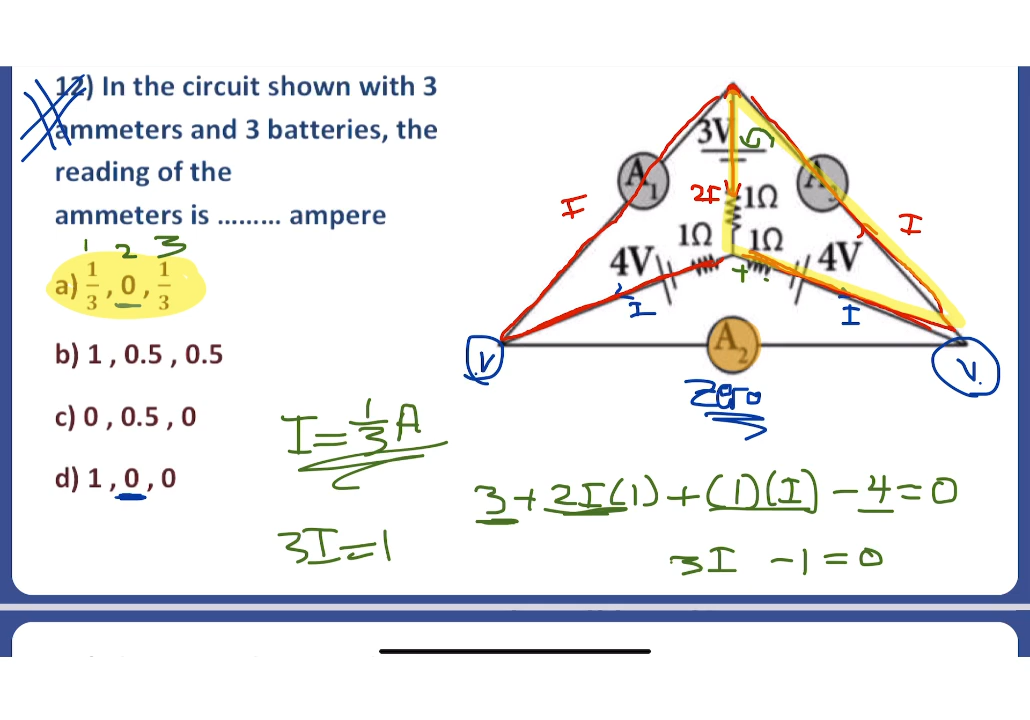 12) In the circuit shown with 3
ammeters and 3 batteries, the
reading of the
ammeters is ......... ampere
1 2 3
a) 1/3 , 0 , 1/3
b) 1 , 0.5 , 0.5
c) 0 , 0.5 , 0
d) 1 , 0 , 0
3V
A1
I
2I
1Ω
I
1Ω
1Ω
4V
4V
+
I
I
V
A2
V
Zero
I = 1/3 A
3 + 2I(1) + (1)(I) - 4 = 0
3I = 1
3I - 1 = 0